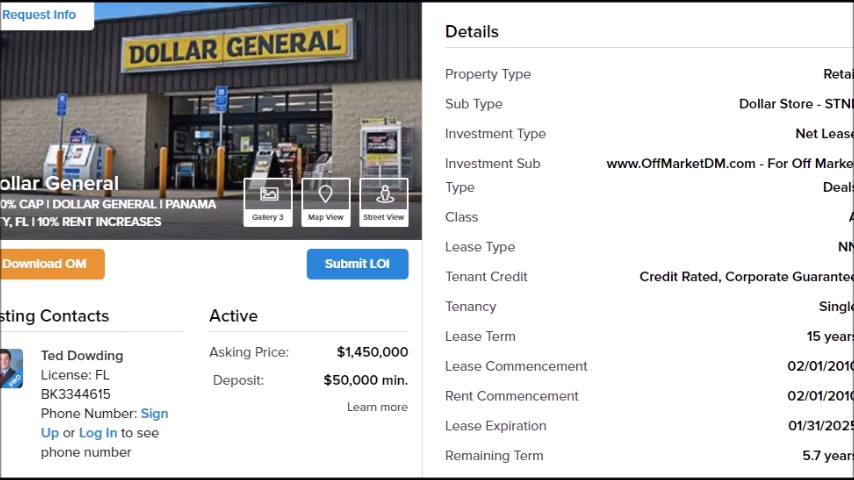 Request Info
DOLLAR GENERAL
ollar General
0% CAP | DOLLAR GENERAL | PANAMA
TY, FL | 10% RENT INCREASES
Gallery 3
Map View
Street View
Download OM
Submit LOI
sting Contacts
Ted Dowding
License: FL
BK3344615
Phone Number: Sign
Up or Log In to see
phone number
Active
Asking Price: $1,450,000
Deposit: $50,000 min.
Learn more
Details
Property Type Retai
Sub Type Dollar Store - STNL
Investment Type Net Lease
Investment Sub www.OffMarketDM.com - For Off Marke
Type Deals
Class A
Lease Type NN
Tenant Credit Credit Rated, Corporate Guarantee
Tenancy Single
Lease Term 15 years
Lease Commencement 02/01/2010
Rent Commencement 02/01/2010
Lease Expiration 01/31/2025
Remaining Term 5.7 years
PRO